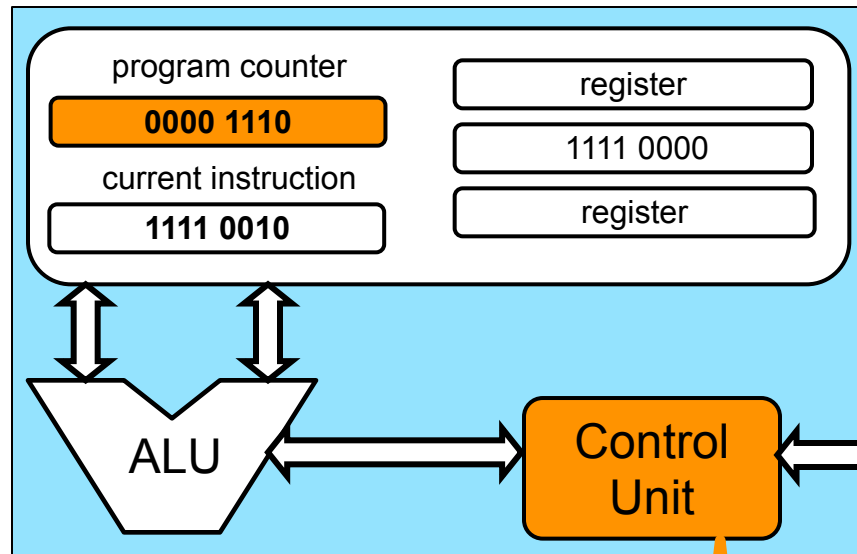 program counter
0000 1110
current instruction
1111 0010
register
1111 0000
register
ALU
Control
Unit